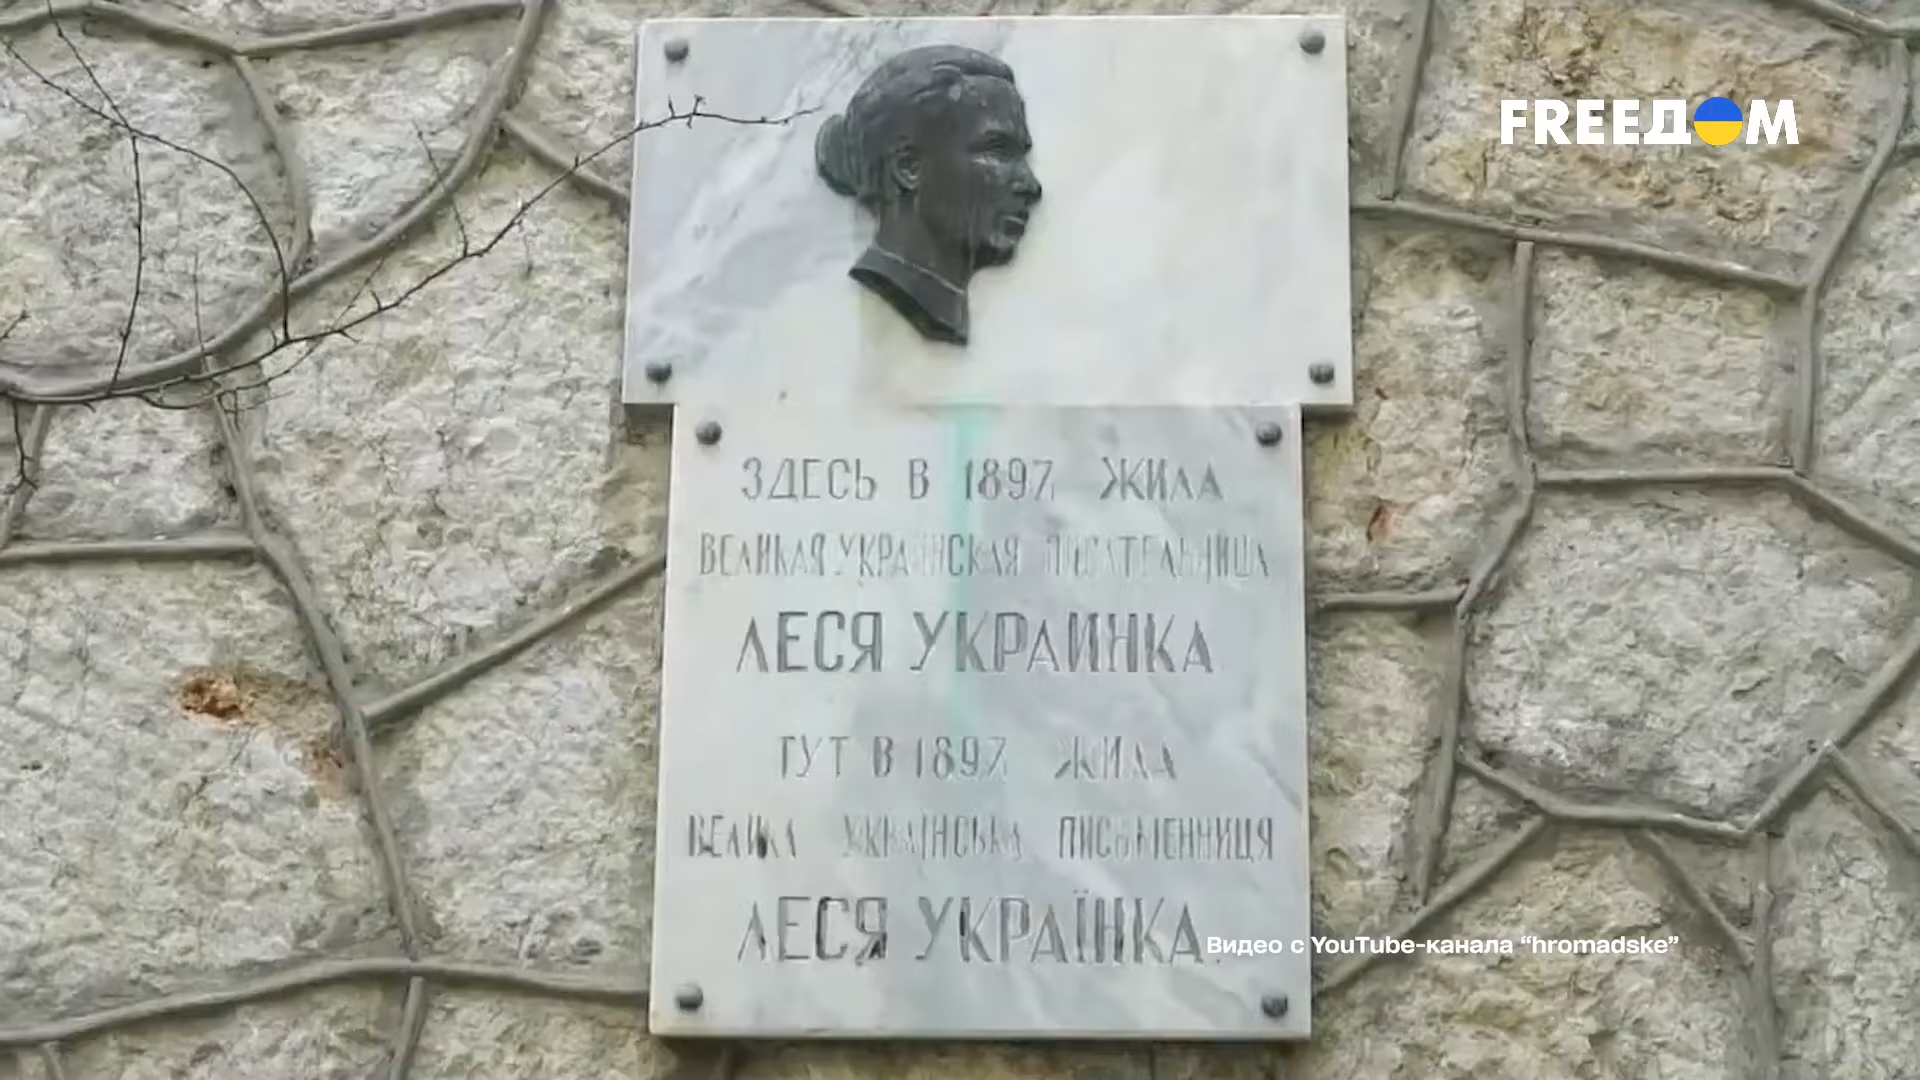 FREEДОM
ЗДЕСЬ В 1897 ЖИЛА
ВЕЛИКАЯ УКРАИНСКАЯ ПИСАТЕЛЬНИЦА
ЛЕСЯ УКРАИНКА
ТУТ В 1897 ЖИЛА
ВЕЛИКА УКРАЇНСЬКА ПИСЬМЕННИЦЯ
ЛЕСЯ УКРАЇНКА.
Видео с YouTube-канала “hromadske”